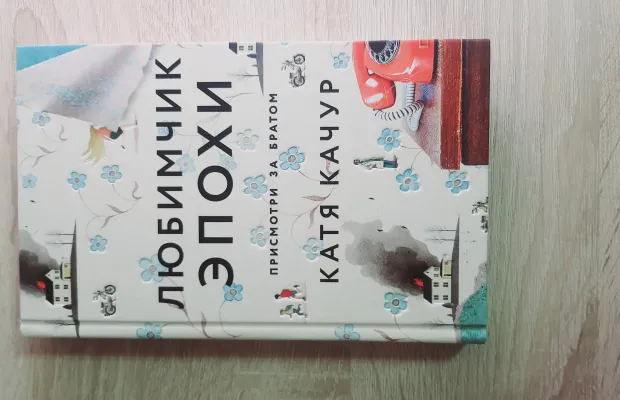 ЛЮБИМЧИК
ЭПОХИ
ПРИСМОТРИ ЗА БРАТОМ
КАТЯ КАЧУР